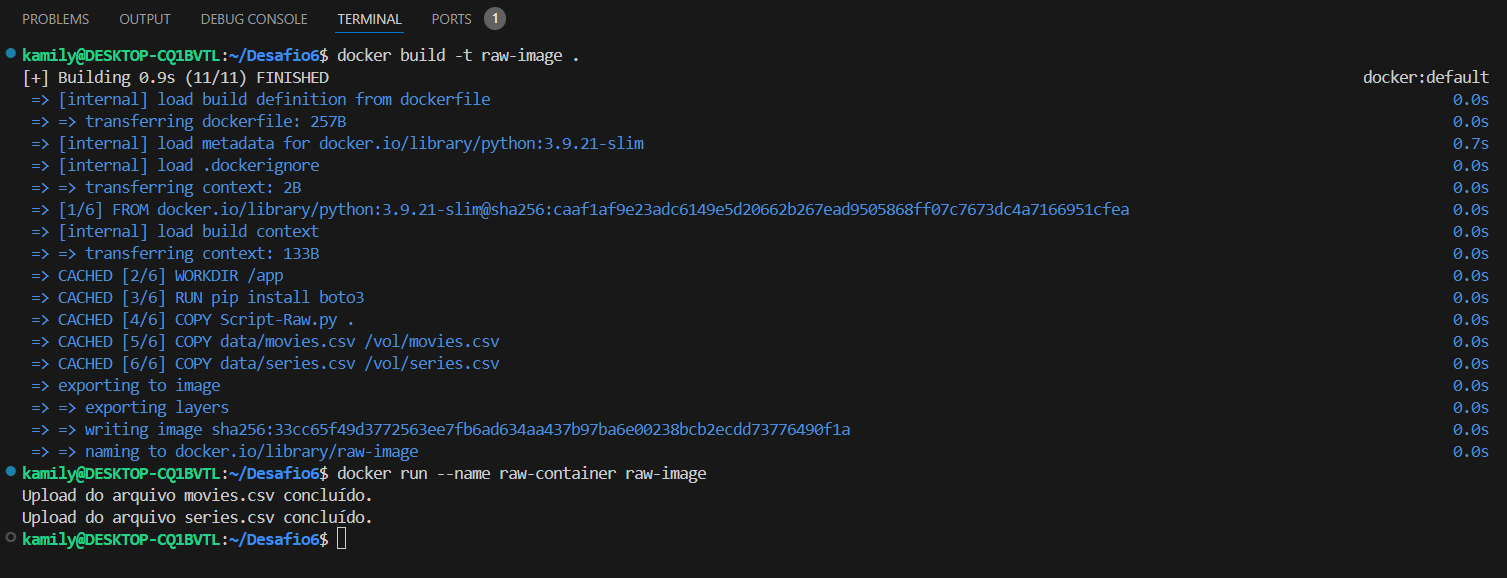 PROBLEMS OUTPUT DEBUG CONSOLE TERMINAL PORTS 1
kamily@DESKTOP-CQ1BVTL:~/Desafio6$ docker build -t raw-image .
[+] Building 0.9s (11/11) FINISHED docker:default
=> [internal] load build definition from dockerfile 0.0s
=> => transferring dockerfile: 257B 0.0s
=> [internal] load metadata for docker.io/library/python:3.9.21-slim 0.7s
=> [internal] load .dockerignore 0.0s
=> => transferring context: 2B 0.0s
=> [1/6] FROM docker.io/library/python:3.9.21-slim@sha256:caaf1af9e23adc6149e5d20662b267ead9505868ff07c7673dc4a7166951cfea 0.0s
=> [internal] load build context 0.0s
=> => transferring context: 133B 0.0s
=> CACHED [2/6] WORKDIR /app 0.0s
=> CACHED [3/6] RUN pip install boto3 0.0s
=> CACHED [4/6] COPY Script-Raw.py . 0.0s
=> CACHED [5/6] COPY data/movies.csv /vol/movies.csv 0.0s
=> CACHED [6/6] COPY data/series.csv /vol/series.csv 0.0s
=> exporting to image 0.0s
=> => exporting layers 0.0s
=> => writing image sha256:33cc65f49d3772563ee7fb6ad634aa437b97ba6e00238bcb2ecdd73776490f1a 0.0s
=> => naming to docker.io/library/raw-image 0.0s
kamily@DESKTOP-CQ1BVTL:~/Desafio6$ docker run --name raw-container raw-image
Upload do arquivo movies.csv concluído.
Upload do arquivo series.csv concluído.
kamily@DESKTOP-CQ1BVTL:~/Desafio6$